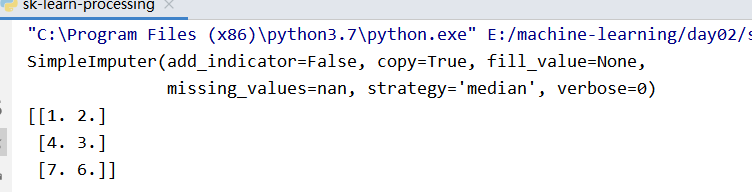 sk-learn-processing
"C:\Program Files (x86)\python3.7\python.exe" E:/machine-learning/day02/s
SimpleImputer(add_indicator=False, copy=True, fill_value=None,
missing_values=nan, strategy='median', verbose=0)
[[1. 2.]
[4. 3.]
[7. 6.]]